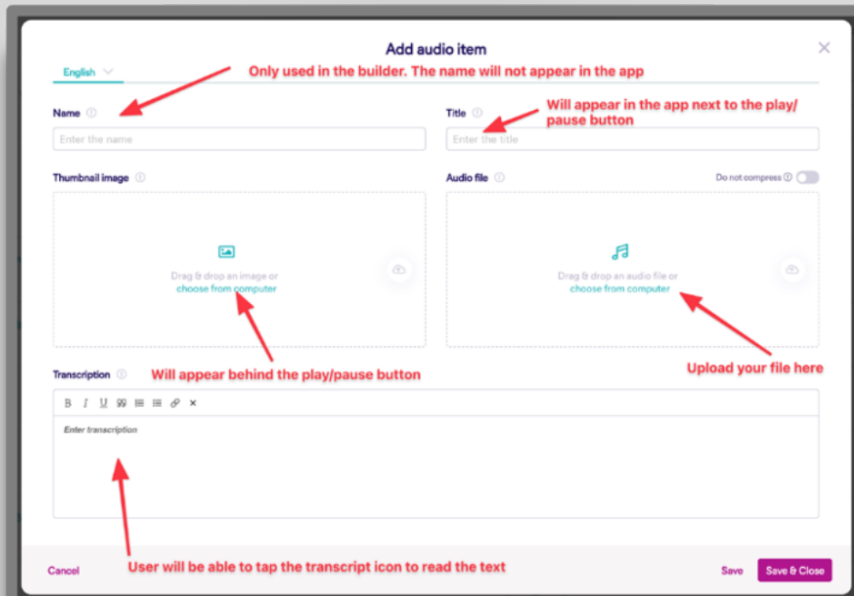 Add audio item
English
Only used in the builder. The name will not appear in the app
Name
Title
Will appear in the app next to the play/
pause button
Enter the name
Enter the title
Thumbnail image
Audio file
Do not compress
Drag & drop an image or
choose from computer
Drag & drop an audio file or
choose from computer
Will appear behind the play/pause button
Upload your file here
Transcription
B I U
Enter transcription
User will be able to tap the transcript icon to read the text
Cancel
Save
Save & Close